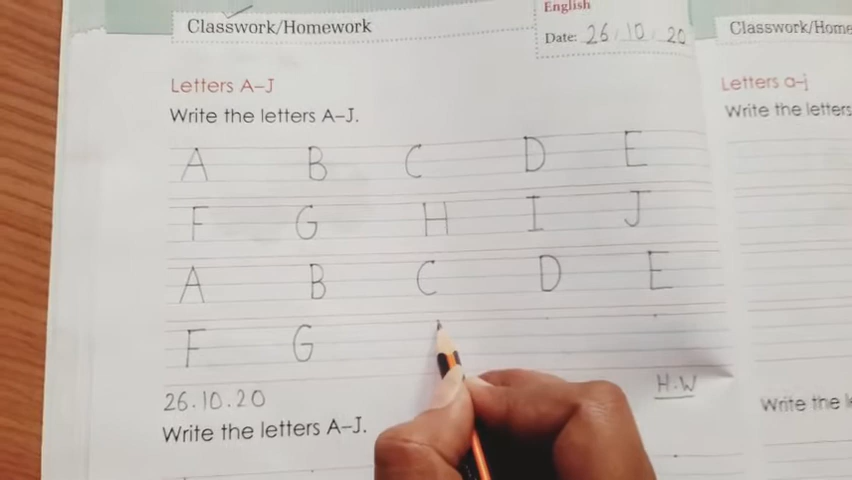 English
Classwork/Homework
Date: 26.10.20
Classwork/Home
Letters A–J
Letters a–j
Write the letters A–J.
Write the letters
A B C D E
F G H I J
A B C D E
F G
H.W
26.10.20
Write the letters A–J.
Write the le